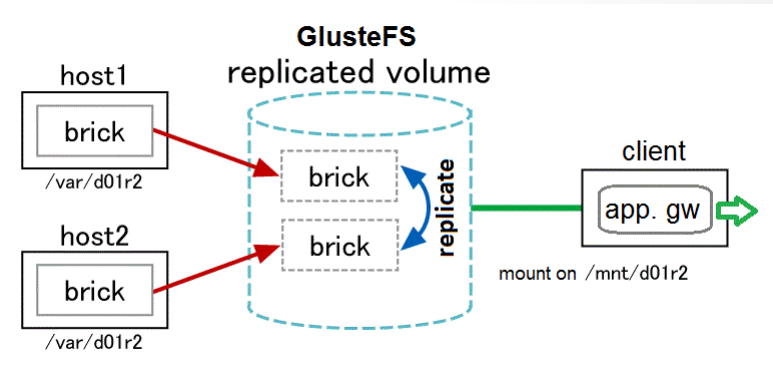 GlusteFS
replicated volume
host1
brick
/var/d01r2
host2
brick
/var/d01r2
brick
brick
replicate
client
app. gw
mount on /mnt/d01r2